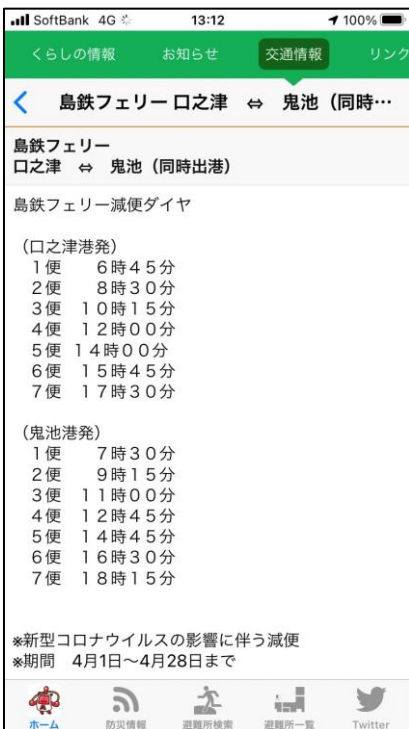 SoftBank 4G 13:12 100%
くらしの情報 お知らせ 交通情報 リンク
島鉄フェリー 口之津 ⇔ 鬼池（同時…
島鉄フェリー
口之津 ⇔ 鬼池（同時出港）
島鉄フェリー減便ダイヤ
（口之津港発）
１便　　６時４５分
２便　　８時３０分
３便　１０時１５分
４便　１２時００分
５便 １４時００分
６便　１５時４５分
７便　１７時３０分
（鬼池港発）
１便　　７時３０分
２便　　９時１５分
３便　１１時００分
４便　１２時４５分
５便　１４時４５分
６便　１６時３０分
７便　１８時１５分
※新型コロナウイルスの影響に伴う減便
※期間　4月1日〜4月28日まで
ホーム 防災情報 避難所検索 避難所一覧 Twitter